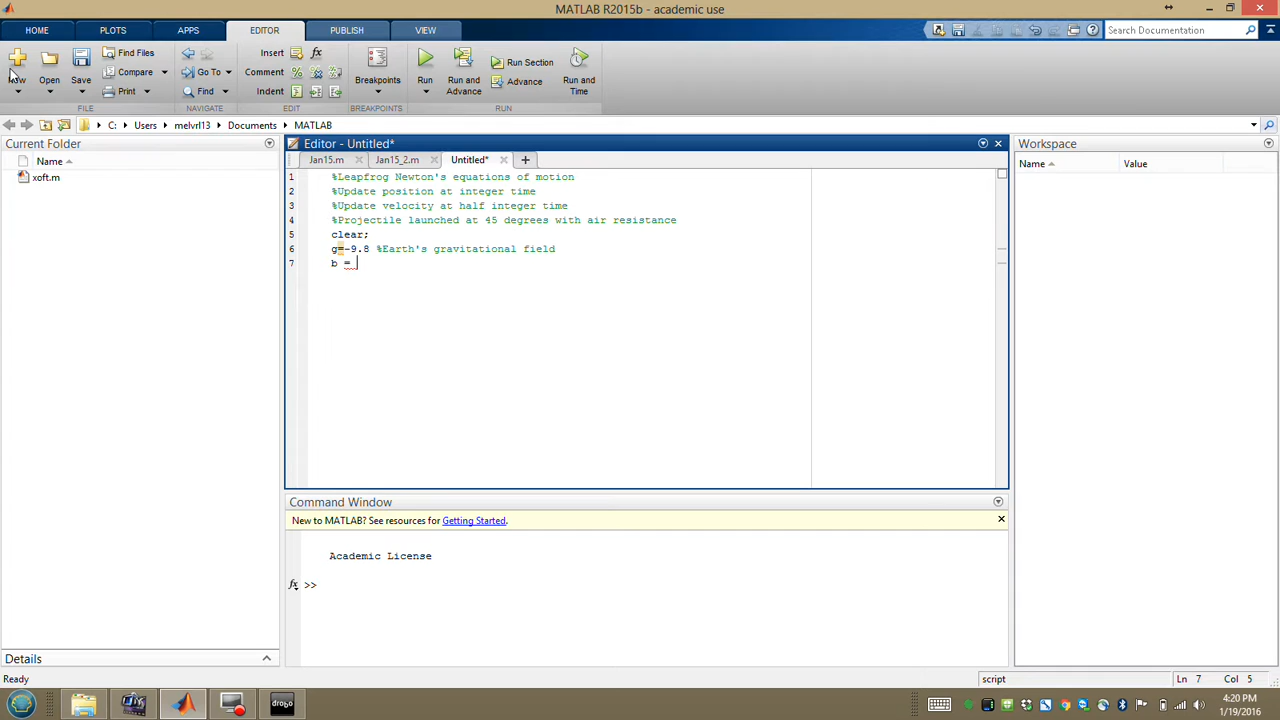 MATLAB R2015b - academic use
HOME PLOTS APPS EDITOR PUBLISH VIEW
Search Documentation
New Open Save Find Files Compare Print
Go To Find
Insert fx Comment % Indent
Breakpoints
Run Run and Advance Run Section Advance Run and Time
FILE NAVIGATE EDIT BREAKPOINTS RUN
C: Users melvrl13 Documents MATLAB
Current Folder
Name
xoft.m
Editor - Untitled*
Jan15.m Jan15_2.m Untitled*
1 %Leapfrog Newton's equations of motion
2 %Update position at integer time
3 %Update velocity at half integer time
4 %Projectile launched at 45 degrees with air resistance
5 clear;
6 g=-9.8 %Earth's gravitational field
7 b =
Workspace
Name Value
Command Window
New to MATLAB? See resources for Getting Started.
Academic License
fx >>
Details
Ready
script Ln 7 Col 5
4:20 PM
1/19/2016